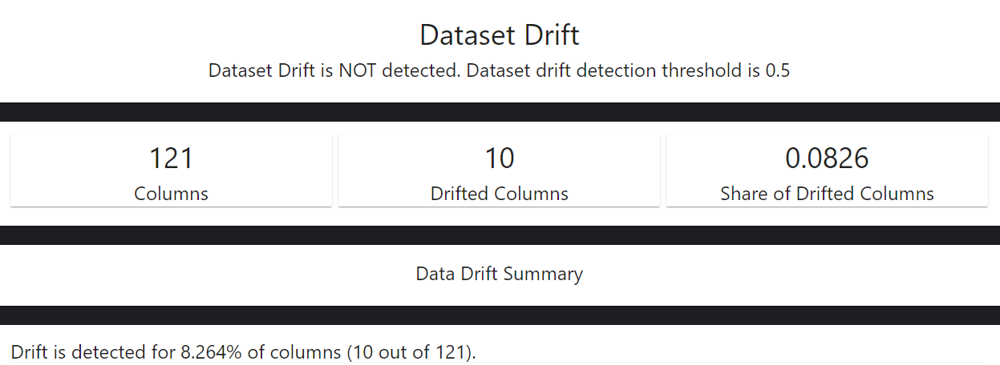 Dataset Drift
Dataset Drift is NOT detected. Dataset drift detection threshold is 0.5
121
Columns
10
Drifted Columns
0.0826
Share of Drifted Columns
Data Drift Summary
Drift is detected for 8.264% of columns (10 out of 121).